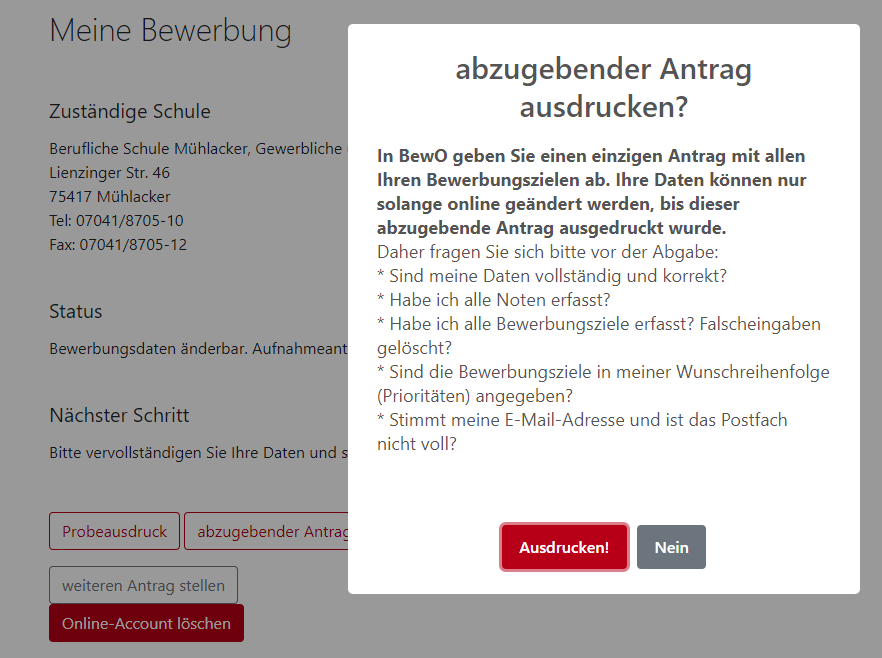 Meine Bewerbung
Zuständige Schule
Berufliche Schule Mühlacker, Gewerbliche
Lienzinger Str. 46
75417 Mühlacker
Tel: 07041/8705-10
Fax: 07041/8705-12
Status
Bewerbungsdaten änderbar. Aufnahmeant
Nächster Schritt
Bitte vervollständigen Sie Ihre Daten und s
Probeausdruck
abzugebender Antrag
weiteren Antrag stellen
Online-Account löschen
abzugebender Antrag
ausdrucken?
In BewO geben Sie einen einzigen Antrag mit allen
Ihren Bewerbungszielen ab. Ihre Daten können nur
solange online geändert werden, bis dieser
abzugebende Antrag ausgedruckt wurde.
Daher fragen Sie sich bitte vor der Abgabe:
* Sind meine Daten vollständig und korrekt?
* Habe ich alle Noten erfasst?
* Habe ich alle Bewerbungsziele erfasst? Falscheingaben
gelöscht?
* Sind die Bewerbungsziele in meiner Wunschreihenfolge
(Prioritäten) angegeben?
* Stimmt meine E-Mail-Adresse und ist das Postfach
nicht voll?
Ausdrucken!
Nein